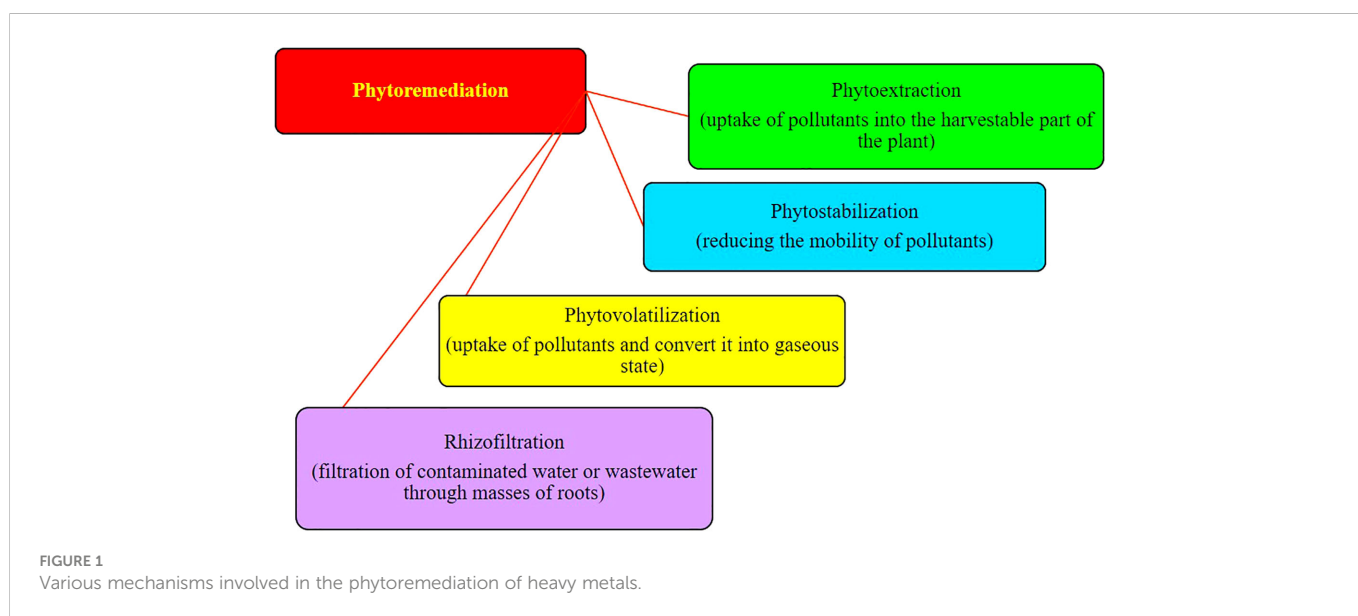 Phytoremediation
Phytoextraction
(uptake of pollutants into the harvestable part of
the plant)
Phytostabilization
(reducing the mobility of pollutants)
Phytovolatilization
(uptake of pollutants and convert it into gaseous
state)
Rhizofiltration
(filtration of contaminated water or wastewater
through masses of roots)
FIGURE 1
Various mechanisms involved in the phytoremediation of heavy metals.